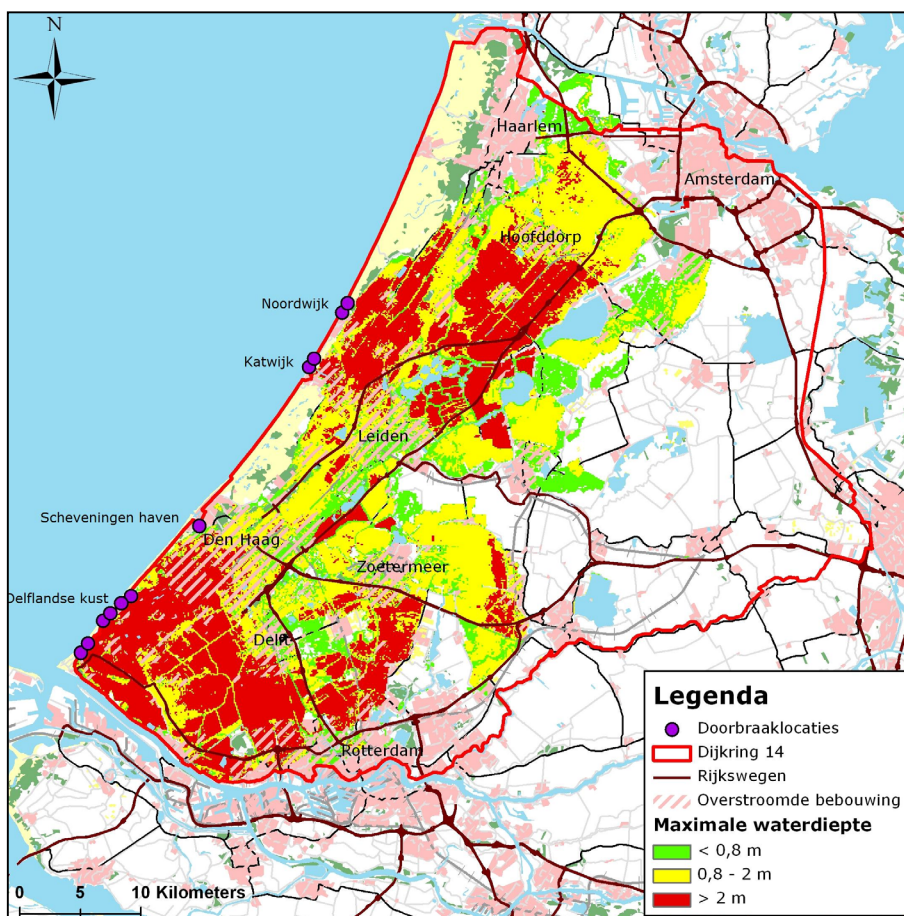 N
Haarlem
Amsterdam
Hoofddorp
Noordwijk
Katwijk
Leiden
Scheveningen haven
Den Haag
Zoetermeer
Delflandse kust
Delft
Rotterdam
Legenda
Doorbraaklocaties
Dijkring 14
Rijkswegen
Overstroomde bebouwing
Maximale waterdiepte
< 0,8 m
0,8 - 2 m
> 2 m
0 5 10 Kilometers